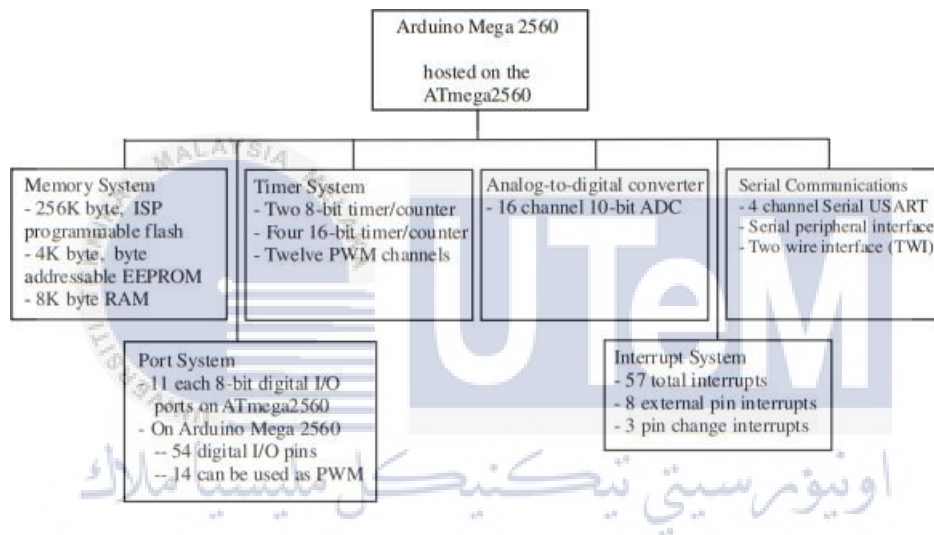 Arduino Mega 2560
hosted on the
ATmega2560
Memory System
- 256K byte, ISP
programmable flash
- 4K byte, byte
addressable EEPROM
- 8K byte RAM
Timer System
- Two 8-bit timer/counter
- Four 16-bit timer/counter
- Twelve PWM channels
Analog-to-digital converter
- 16 channel 10-bit ADC
Serial Communications
- 4 channel Serial USART
- Serial peripheral interface
- Two wire interface (TWI)
Port System
- 11 each 8-bit digital I/O
ports on ATmega2560
- On Arduino Mega 2560
-- 54 digital I/O pins
-- 14 can be used as PWM
Interrupt System
- 57 total interrupts
- 8 external pin interrupts
- 3 pin change interrupts
UTeM
اونيۏرسيتي تيكنيكل مليسيا ملاك